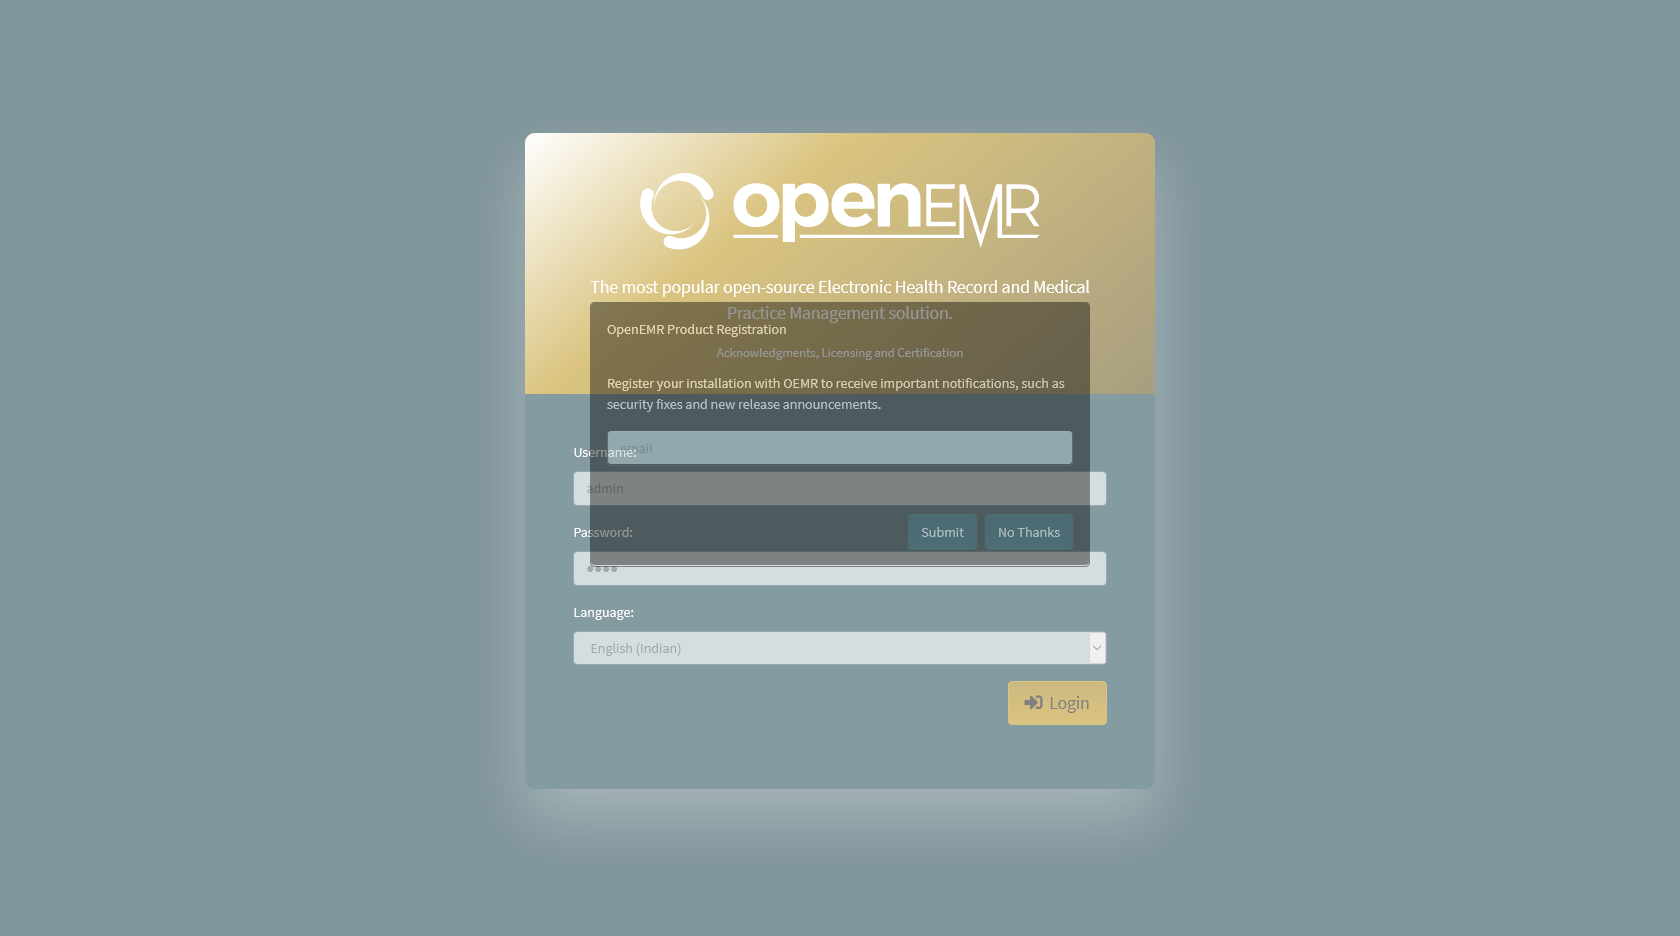 openEMR
The most popular open-source Electronic Health Record and Medical
Practice Management solution.
OpenEMR Product Registration
Acknowledgments, Licensing and Certification
Register your installation with OEMR to receive important notifications, such as
security fixes and new release announcements.
email
Username:
admin
Password:
Submit
No Thanks
Language:
English (Indian)
Login